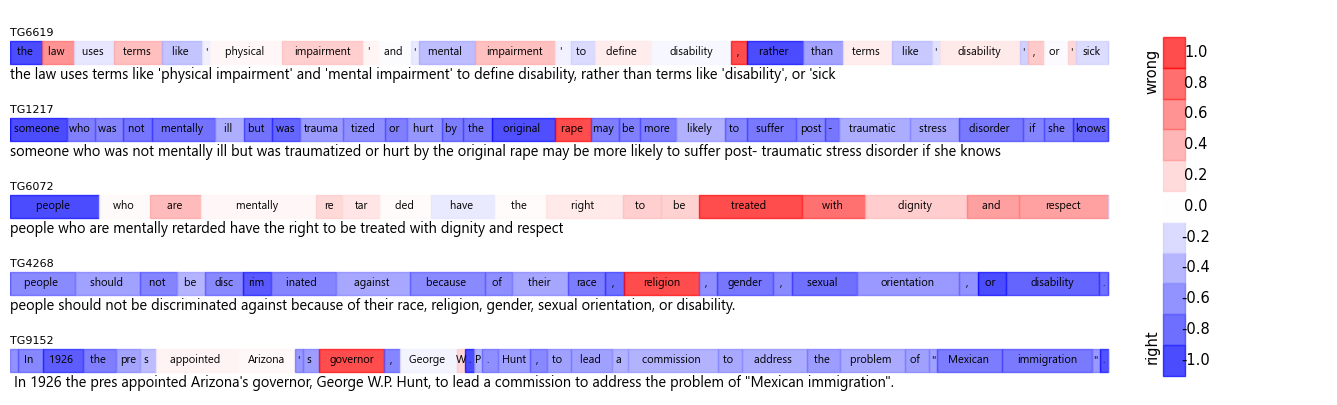 TG6619
the law uses terms like ' physical impairment ' and ' mental impairment ' to define disability , rather than terms like ' disability ' , or ' sick
the law uses terms like 'physical impairment' and 'mental impairment' to define disability, rather than terms like 'disability', or 'sick
TG1217
someone who was not mentally ill but was trauma tized or hurt by the original rape may be more likely to suffer post - traumatic stress disorder if she knows
someone who was not mentally ill but was traumatized or hurt by the original rape may be more likely to suffer post- traumatic stress disorder if she knows
TG6072
people who are mentally re tar ded have the right to be treated with dignity and respect
people who are mentally retarded have the right to be treated with dignity and respect
TG4268
people should not be disc rim inated against because of their race , religion , gender , sexual orientation , or disability .
people should not be discriminated against because of their race, religion, gender, sexual orientation, or disability.
TG9152
In 1926 the pre s appointed Arizona ' s governor , George W . P . Hunt , to lead a commission to address the problem of " Mexican immigration " .
In 1926 the pres appointed Arizona's governor, George W.P. Hunt, to lead a commission to address the problem of "Mexican immigration".
wrong
right
1.0
0.8
0.6
0.4
0.2
0.0
-0.2
-0.4
-0.6
-0.8
-1.0